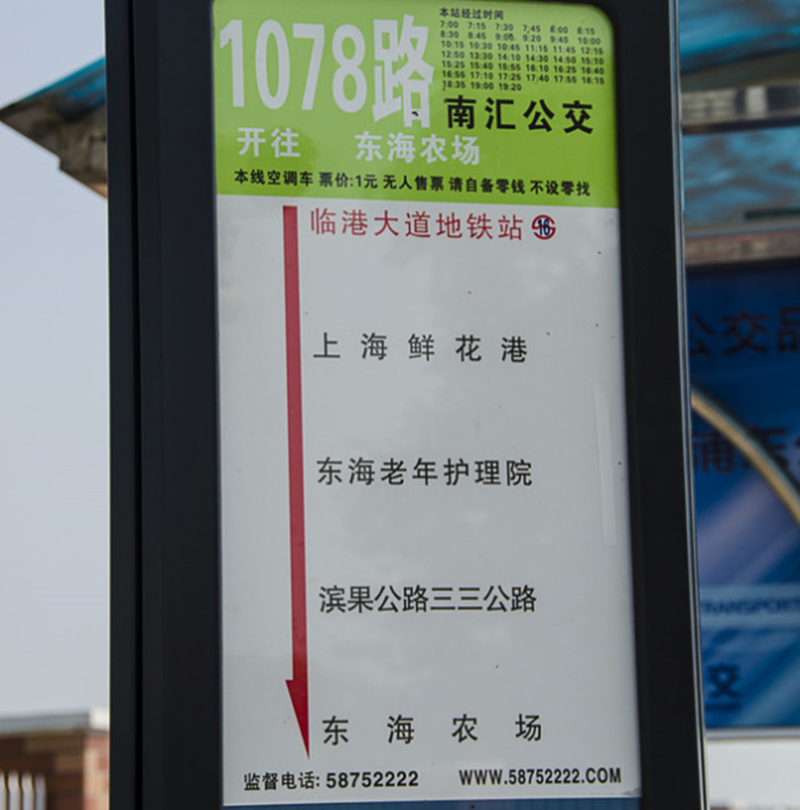 1078路
本站经过时间
7:00 7:15 7:30 7:45 8:00 8:15
8:30 8:45 9:00 9:20 9:40 10:00
10:15 10:30 10:45 11:15 11:45 12:15
12:50 13:30 14:10 14:30 14:50 15:10
15:25 15:40 15:55 16:10 16:25 16:40
16:55 17:10 17:25 17:40 17:55 18:15
18:35 19:00 19:20
南汇公交
开往 东海农场
本线空调车 票价:1元 无人售票 请自备零钱 不设零找
临港大道地铁站 16
上海鲜花港
东海老年护理院
滨果公路三三公路
东海农场
监督电话: 58752222 WWW.58752222.COM
公交品
浦东
TRANSPORT
交